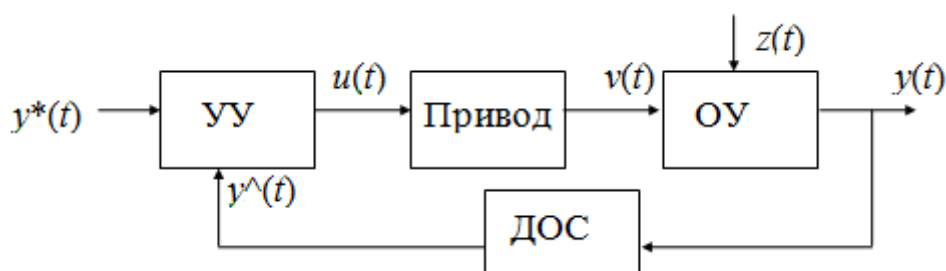 z(t)
u(t)
v(t)
y(t)
y*(t)
УУ
Привод
ОУ
y^(t)
ДОС